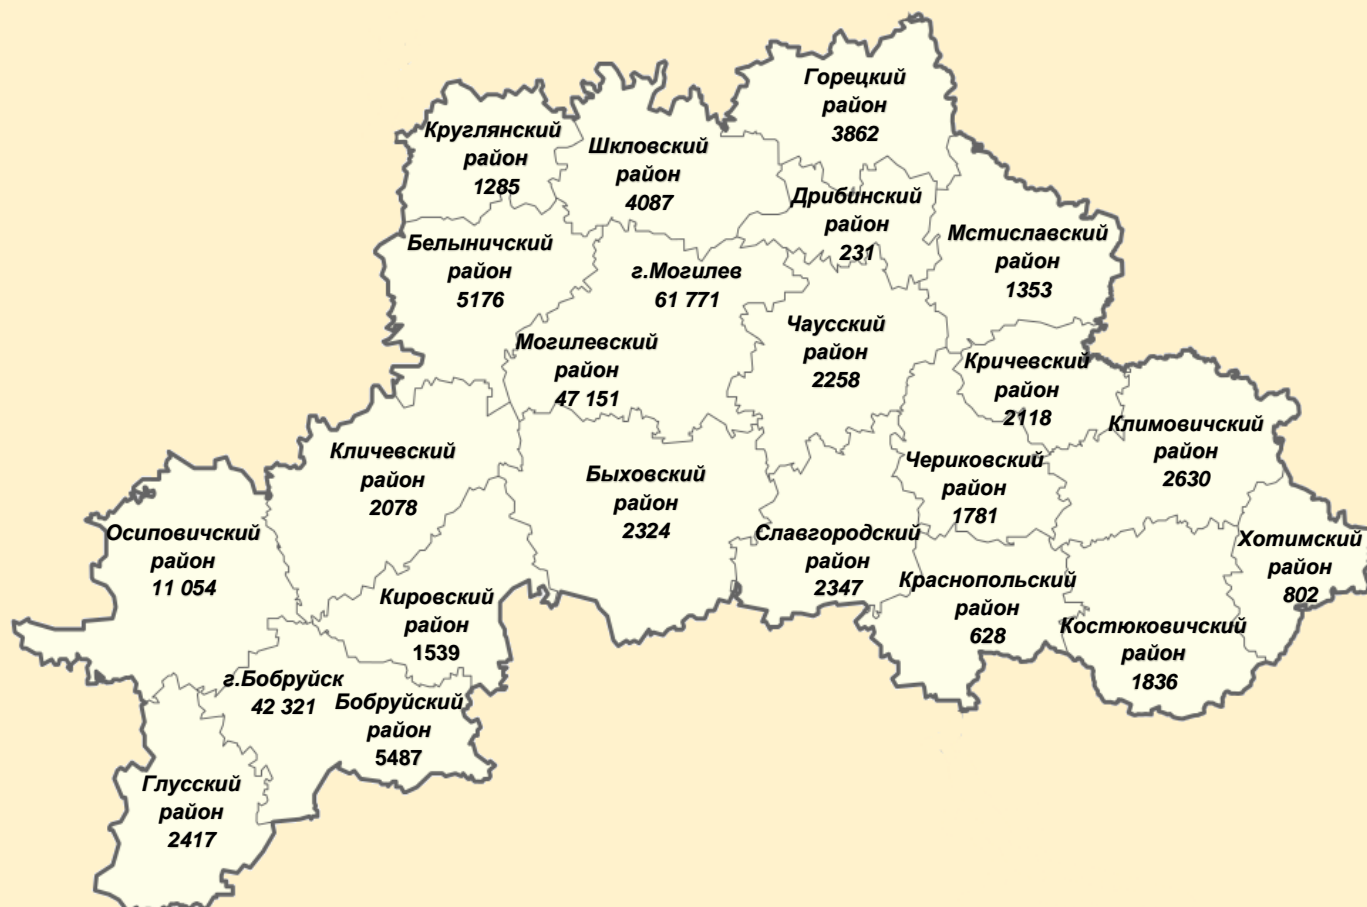 Горецкий
район
3862
Круглянский
район
1285
Шкловский
район
4087
Дрибинский
район
231
Мстиславский
район
1353
Белыничский
район
5176
г.Могилев
61 771
Могилевский
район
47 151
Чаусский
район
2258
Кричевский
район
2118
Климовичский
район
2630
Кличевский
район
2078
Быховский
район
2324
Чериковский
район
1781
Славгородский
район
2347
Хотимский
район
802
Осиповичский
район
11 054
Кировский
район
1539
Краснопольский
район
628
Костюковичский
район
1836
г.Бобруйск
42 321
Бобруйский
район
5487
Глусский
район
2417